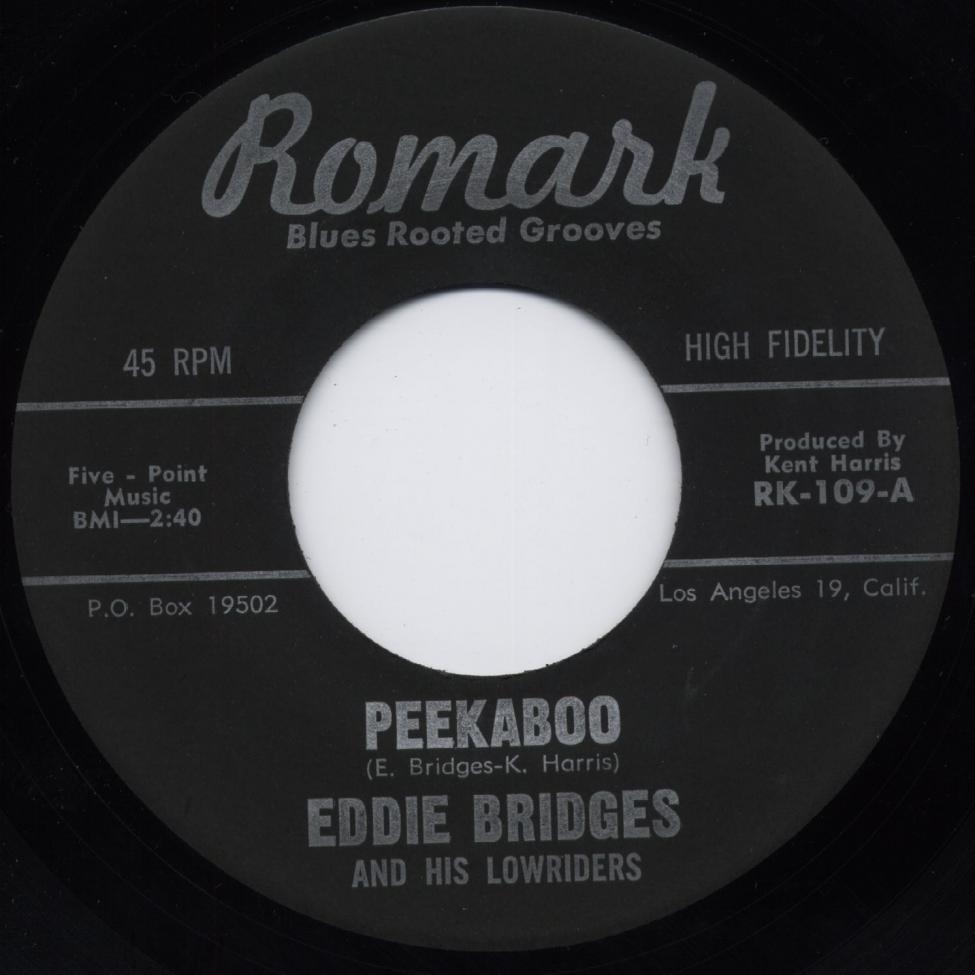 Romark
Blues Rooted Grooves
45 RPM
HIGH FIDELITY
Five - Point
Music
BMI—2:40
Produced By
Kent Harris
RK-109-A
P.O. Box 19502
Los Angeles 19, Calif.
PEEKABOO
(E. Bridges-K. Harris)
EDDIE BRIDGES
AND HIS LOWRIDERS